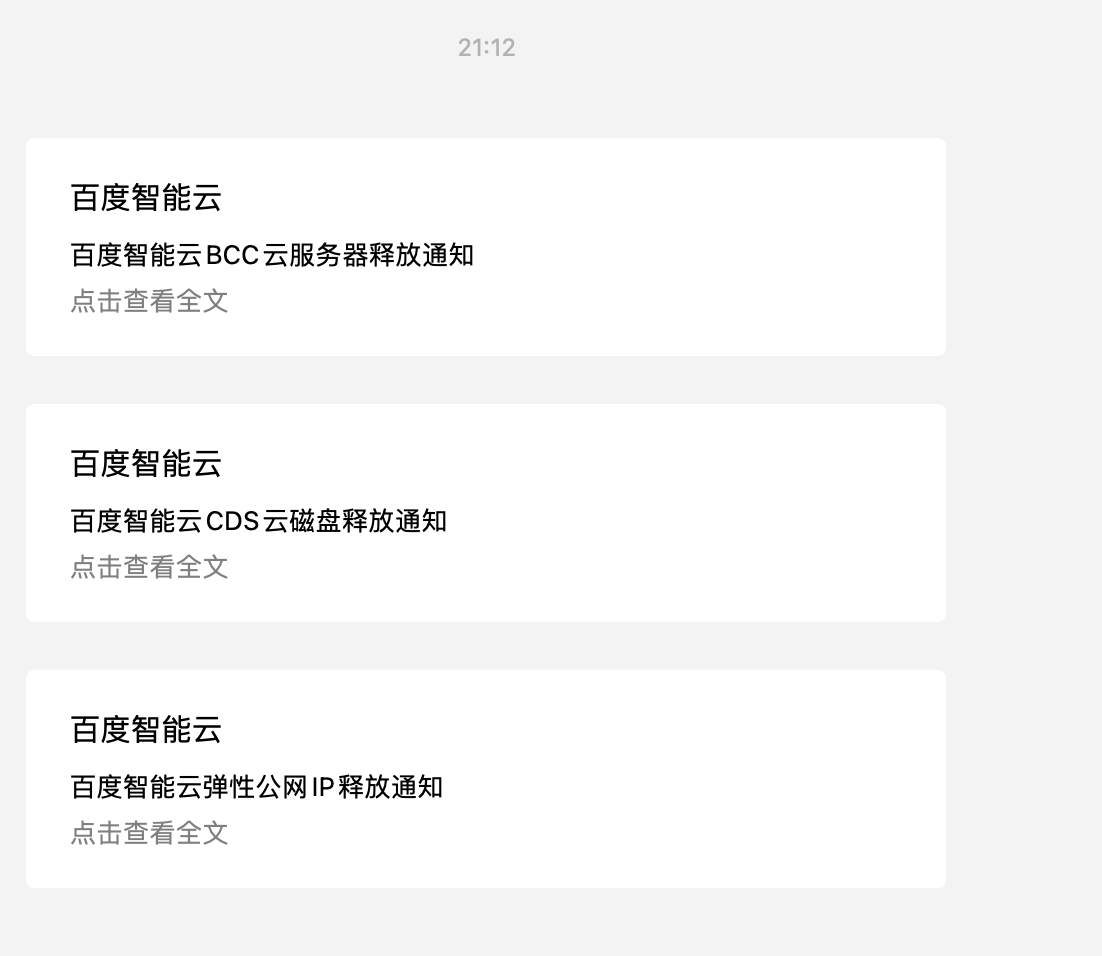 21:12
百度智能云
百度智能云BCC云服务器释放通知
点击查看全文
百度智能云
百度智能云CDS云磁盘释放通知
点击查看全文
百度智能云
百度智能云弹性公网IP释放通知
点击查看全文